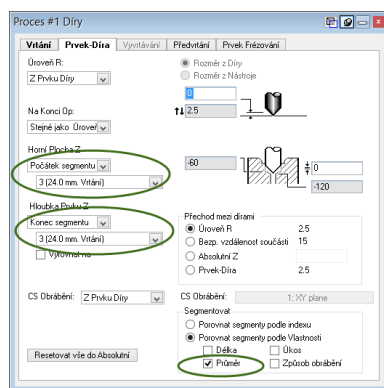 Proces #1 Díry
Vrtání Prvek-Díra Vyvrtávání Předvrtání Prvek Frézování
Úroveň R:
Z Prvku Díry
Rozměr z Díry
Rozměr z Nástroje
0
2.5
Na Konci Op:
Stejné jako Úroveň
Horní Plocha Z
Počátek segmentu
3 (24.0 mm. Vrtání)
-60
0
-120
Hloubka Prvku Z
Konec segmentu
3 (24.0 mm. Vrtání)
Vyrovnat na
Přechod mezi dírami
Úroveň R 2.5
Bezp. vzdálenost součásti 15
Absolutní Z
Prvek-Díra 2.5
CS Obrábění: Z Prvku Díry
CS Obrábění: 1: XY plane
Segmentovat
Porovnat segmenty podle indexu
Porovnat segmenty podle Vlastnosti
Délka Úkos
Průměr Způsob obrábění
Resetovat vše do Absolutní